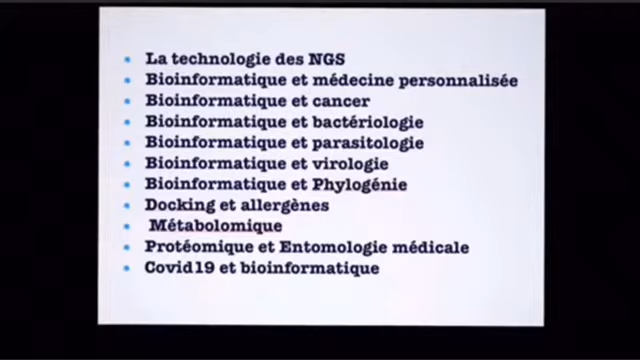 La technologie des NGS
Bioinformatique et médecine personnalisée
Bioinformatique et cancer
Bioinformatique et bactériologie
Bioinformatique et parasitologie
Bioinformatique et virologie
Bioinformatique et Phylogénie
Docking et allergènes
Métabolomique
Protéomique et Entomologie médicale
Covid19 et bioinformatique